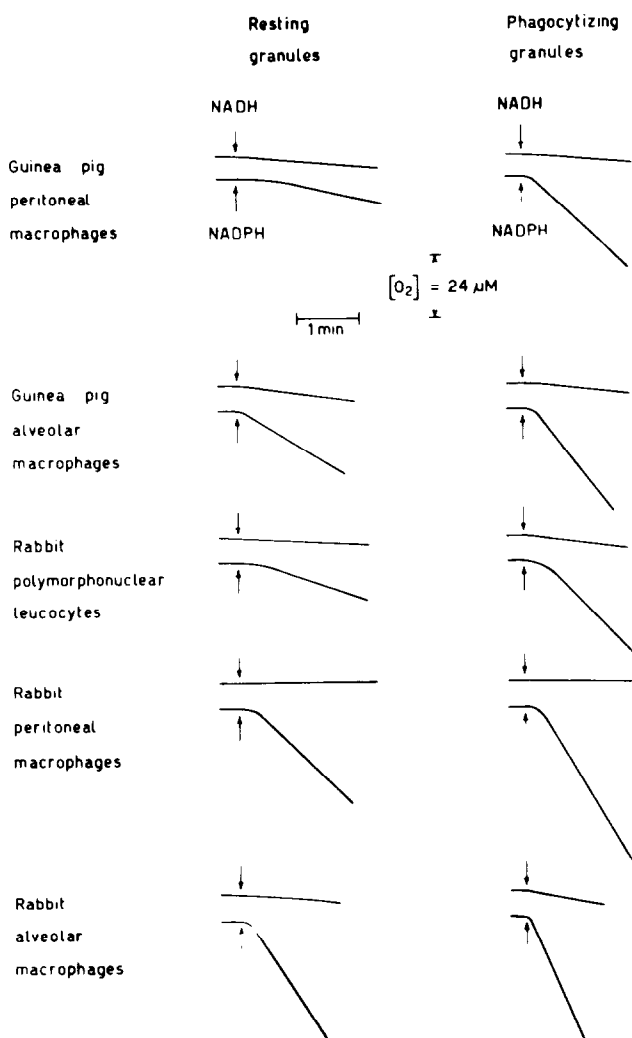 Resting
granules
Phagocytizing
granules
NADH
NADH
Guinea pig
peritoneal
macrophages
NADPH
NADPH
[O₂] = 24 µM
1 min
Guinea pig
alveolar
macrophages
Rabbit
polymorphonuclear
leucocytes
Rabbit
peritoneal
macrophages
Rabbit
alveolar
macrophages